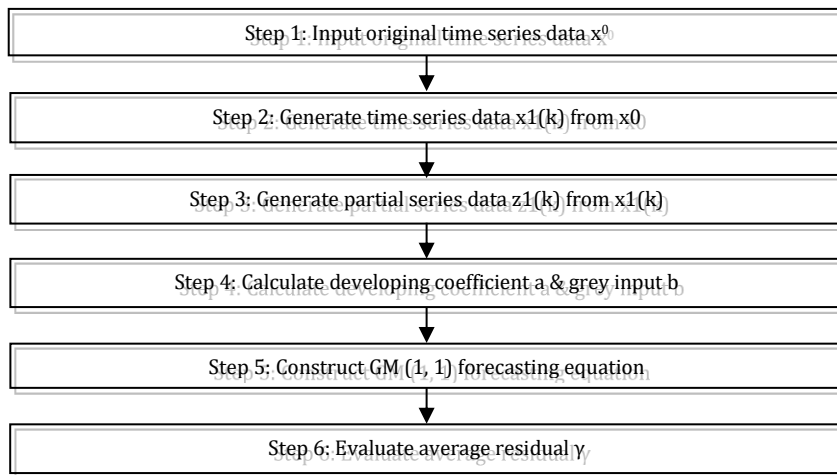 Step 1: Input original time series data x⁰
Step 2: Generate time series data x1(k) from x0
Step 3: Generate partial series data z1(k) from x1(k)
Step 4: Calculate developing coefficient a & grey input b
Step 5: Construct GM (1, 1) forecasting equation
Step 6: Evaluate average residual γ